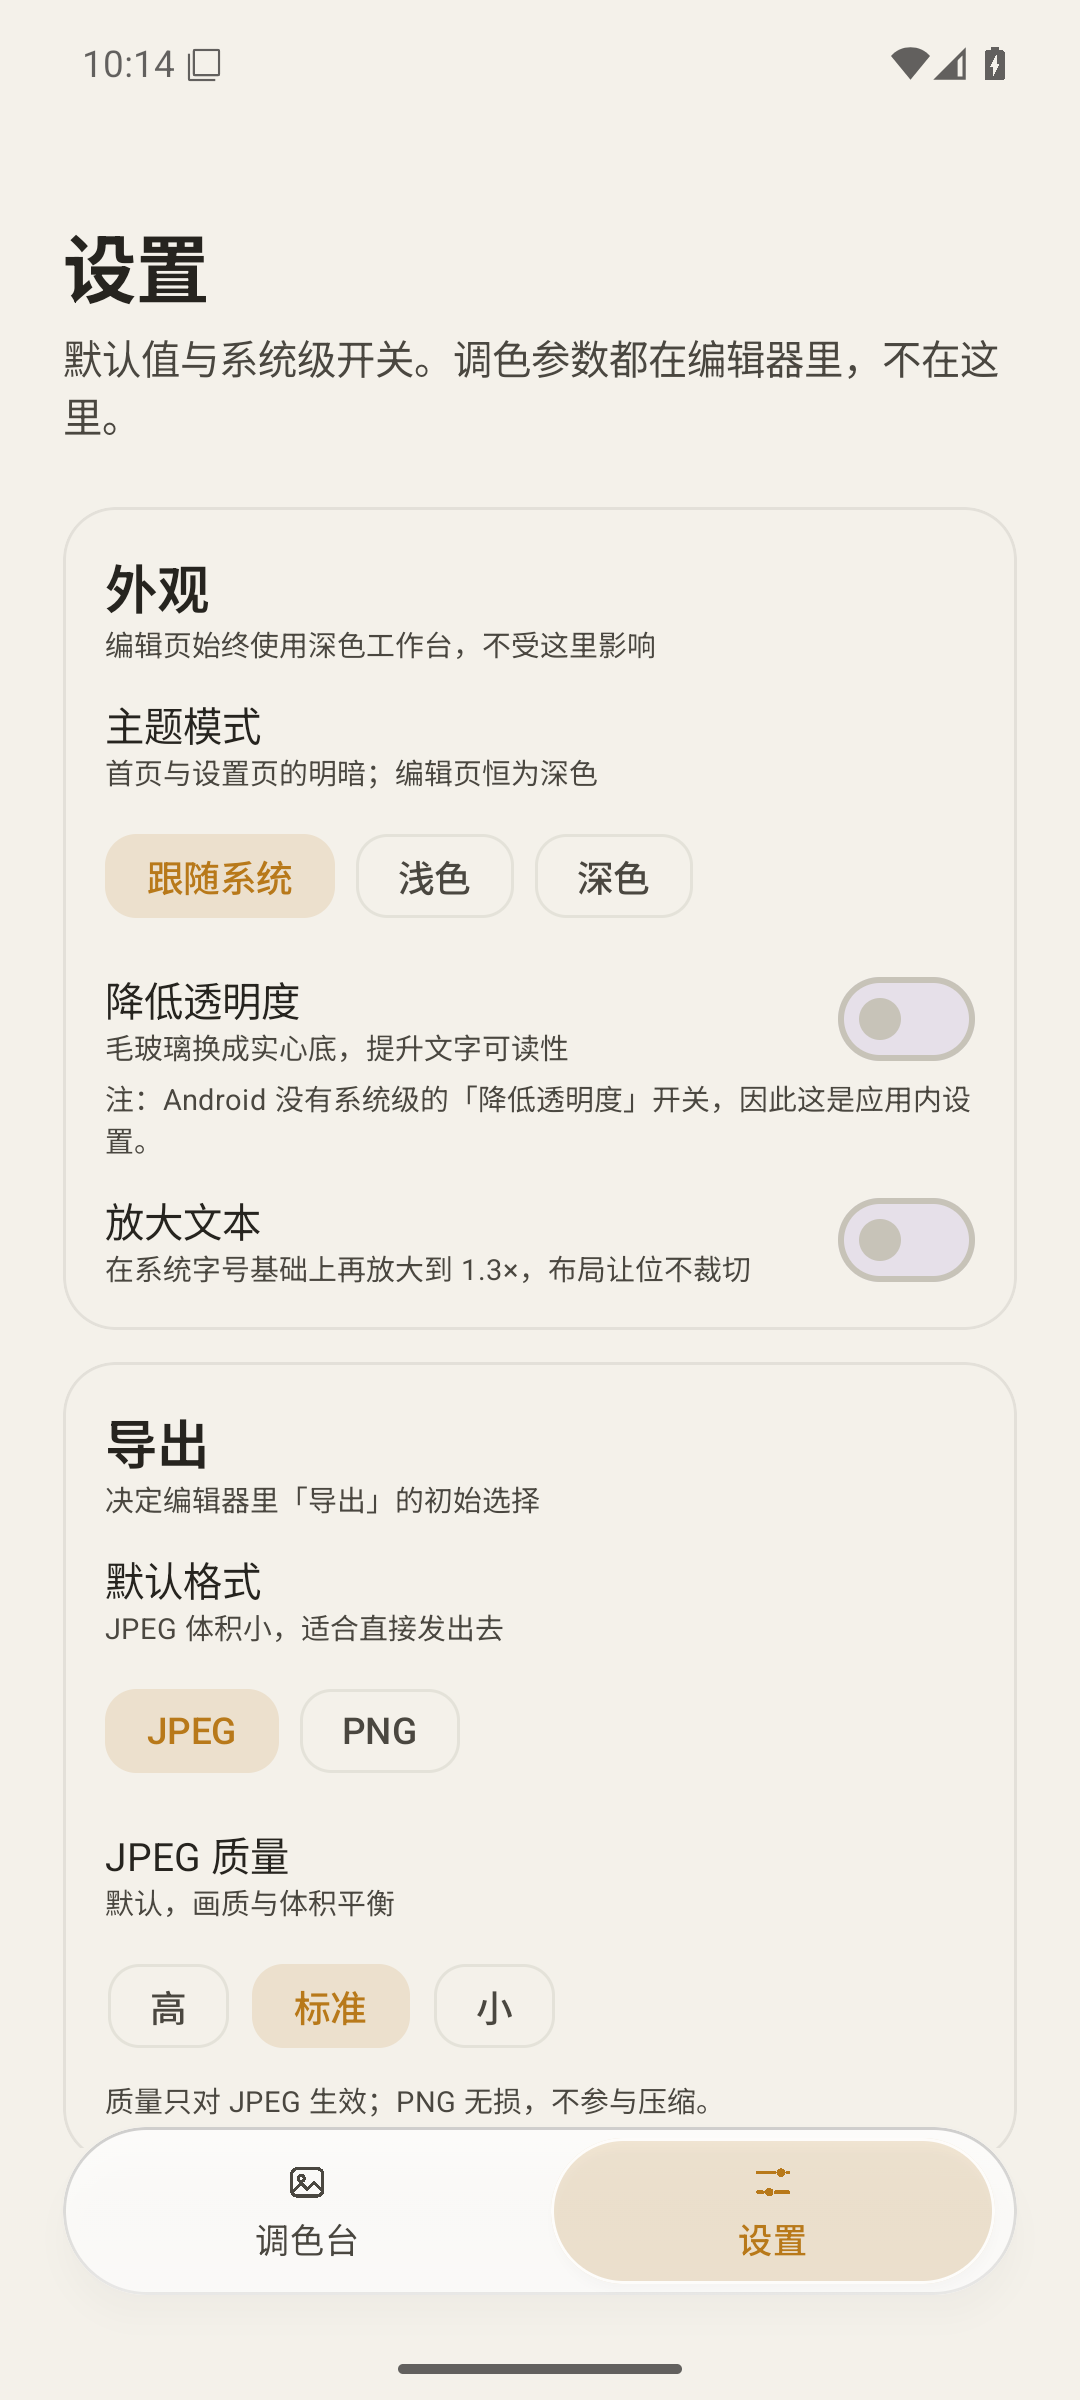 10:14
设置
默认值与系统级开关。调色参数都在编辑器里，不在这
里。
外观
编辑页始终使用深色工作台，不受这里影响
主题模式
首页与设置页的明暗；编辑页恒为深色
跟随系统 浅色 深色
降低透明度
毛玻璃换成实心底，提升文字可读性
注：Android 没有系统级的「降低透明度」开关，因此这是应用内设
置。
放大文本
在系统字号基础上再放大到 1.3×，布局让位不裁切
导出
决定编辑器里「导出」的初始选择
默认格式
JPEG 体积小，适合直接发出去
JPEG PNG
JPEG 质量
默认，画质与体积平衡
高 标准 小
质量只对 JPEG 生效；PNG 无损，不参与压缩。
调色台 设置